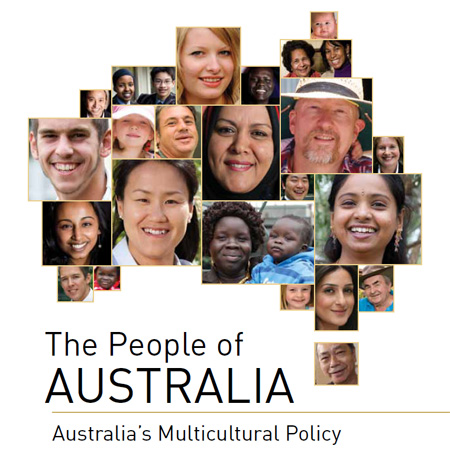 The People of
AUSTRALIA
Australia's Multicultural Policy